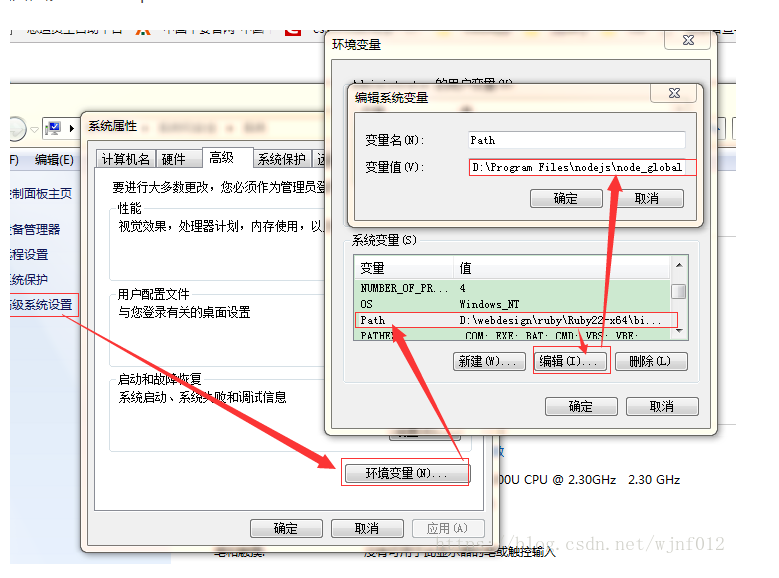 环境变量
编辑系统变量
变量名(N):
Path
变量值(V):
D:\Program Files\nodejs\node_global
确定
取消
系统属性
计算机名
硬件
高级
系统保护
要进行大多数更改，您必须作为管理员登
性能
视觉效果，处理器计划，内存使用，以
用户配置文件
与您登录有关的桌面设置
启动和故障恢复
系统启动、系统失败和调试信息
环境变量(N)...
确定
取消
应用(A)
系统变量(S)
变量
值
NUMBER_OF_PR...
4
OS
Windows_NT
Path
D:\webdesign\ruby\Ruby22-x64\bi...
新建(W)...
编辑(I)...
删除(L)
确定
取消
编辑(E)
制面板主页
备管理器
程设置
统保护
级系统设置
00U CPU @ 2.30GHz 2.30 GHz
https://blog.csdn.net/wjnf012